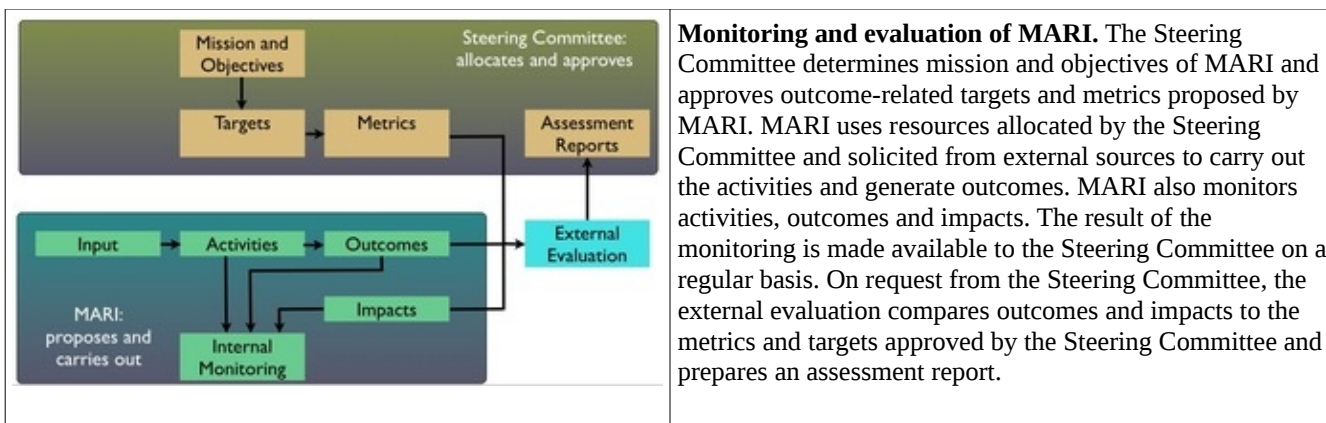 Steering Committee:
allocates and approves
Mission and
Objectives
Targets
Metrics
Assessment
Reports
Input
Activities
Outcomes
External
Evaluation
Impacts
MARI:
proposes and
carries out
Internal
Monitoring
Monitoring and evaluation of MARI. The Steering
Committee determines mission and objectives of MARI and
approves outcome-related targets and metrics proposed by
MARI. MARI uses resources allocated by the Steering
Committee and solicited from external sources to carry out
the activities and generate outcomes. MARI also monitors
activities, outcomes and impacts. The result of the
monitoring is made available to the Steering Committee on a
regular basis. On request from the Steering Committee, the
external evaluation compares outcomes and impacts to the
metrics and targets approved by the Steering Committee and
prepares an assessment report.